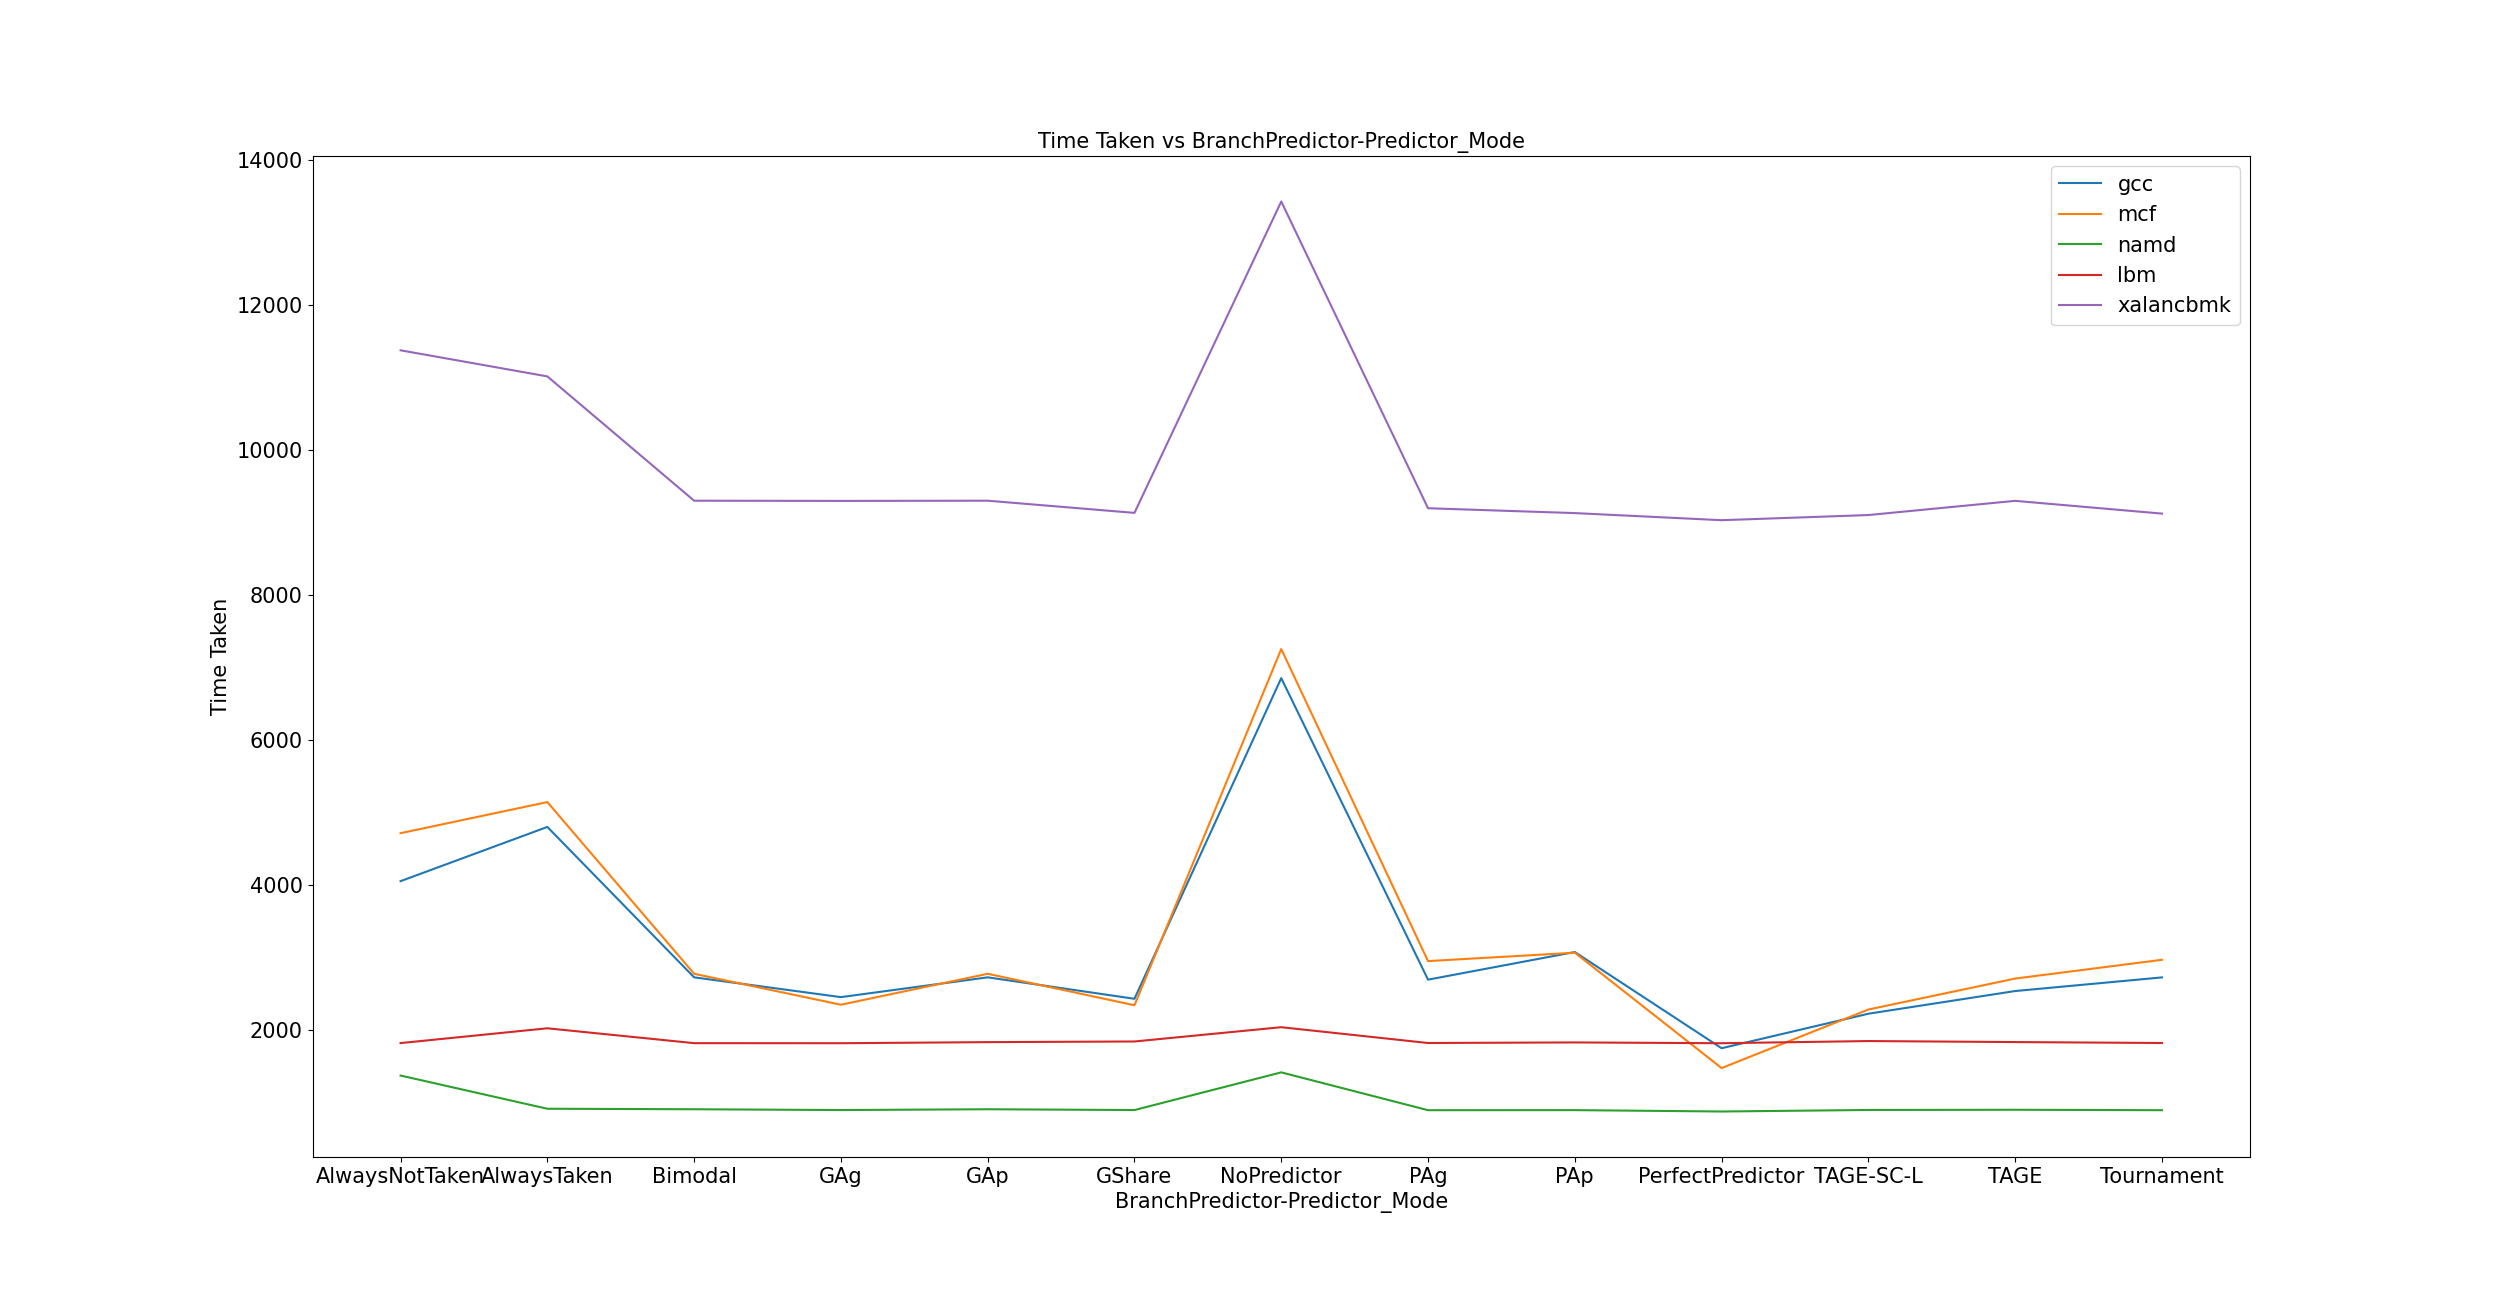 Time Taken vs BranchPredictor-Predictor_Mode
14000
12000
10000
8000
6000
4000
2000
Time Taken
gcc
mcf
namd
lbm
xalancbmk
AlwaysNotTaken AlwaysTaken Bimodal GAg GAp GShare NoPredictor PAg PAp PerfectPredictor TAGE-SC-L TAGE Tournament
BranchPredictor-Predictor_Mode